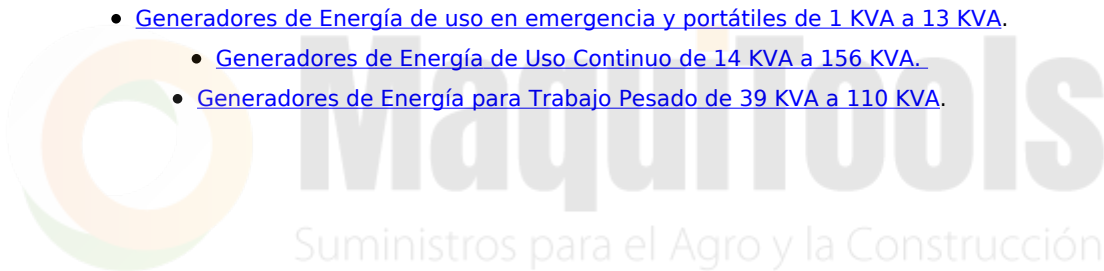 • Generadores de Energía de uso en emergencia y portátiles de 1 KVA a 13 KVA.
• Generadores de Energía de Uso Continuo de 14 KVA a 156 KVA.
• Generadores de Energía para Trabajo Pesado de 39 KVA a 110 KVA.
MaquiTools
Suministros para el Agro y la Construcción